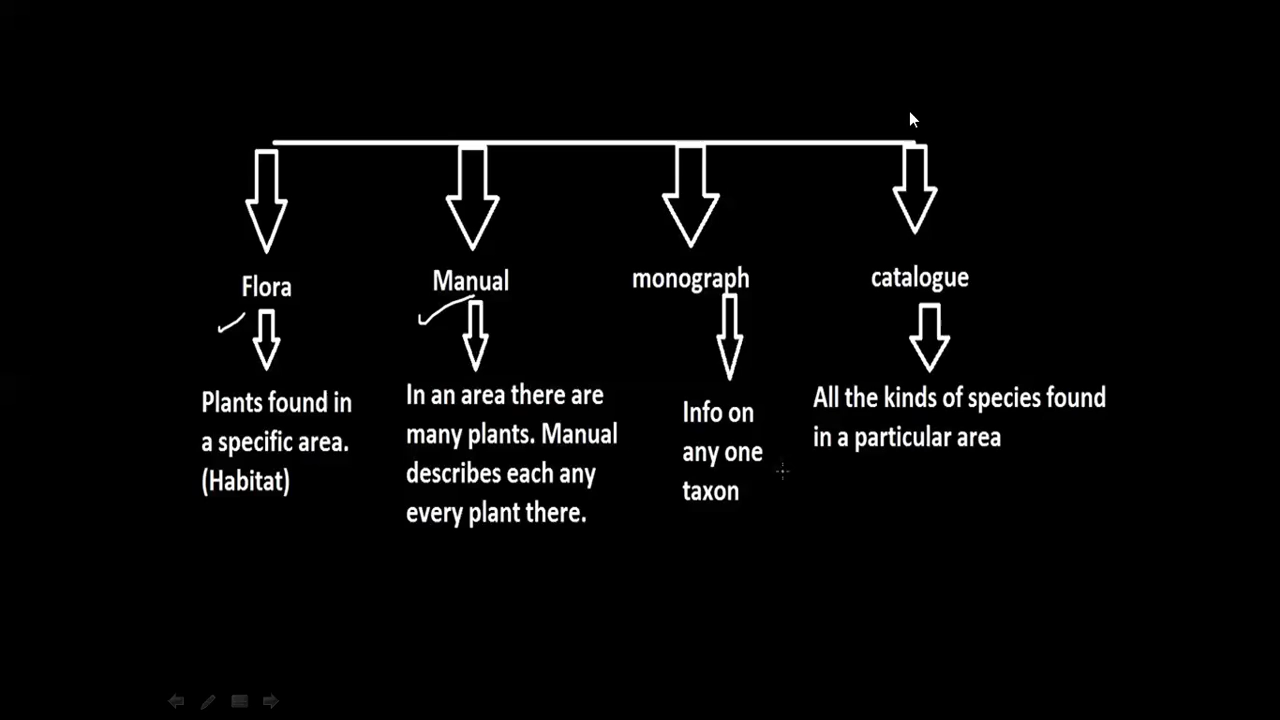 Flora
Manual
monograph
catalogue
Plants found in
a specific area.
(Habitat)
In an area there are
many plants. Manual
describes each any
every plant there.
Info on
any one
taxon
All the kinds of species found
in a particular area